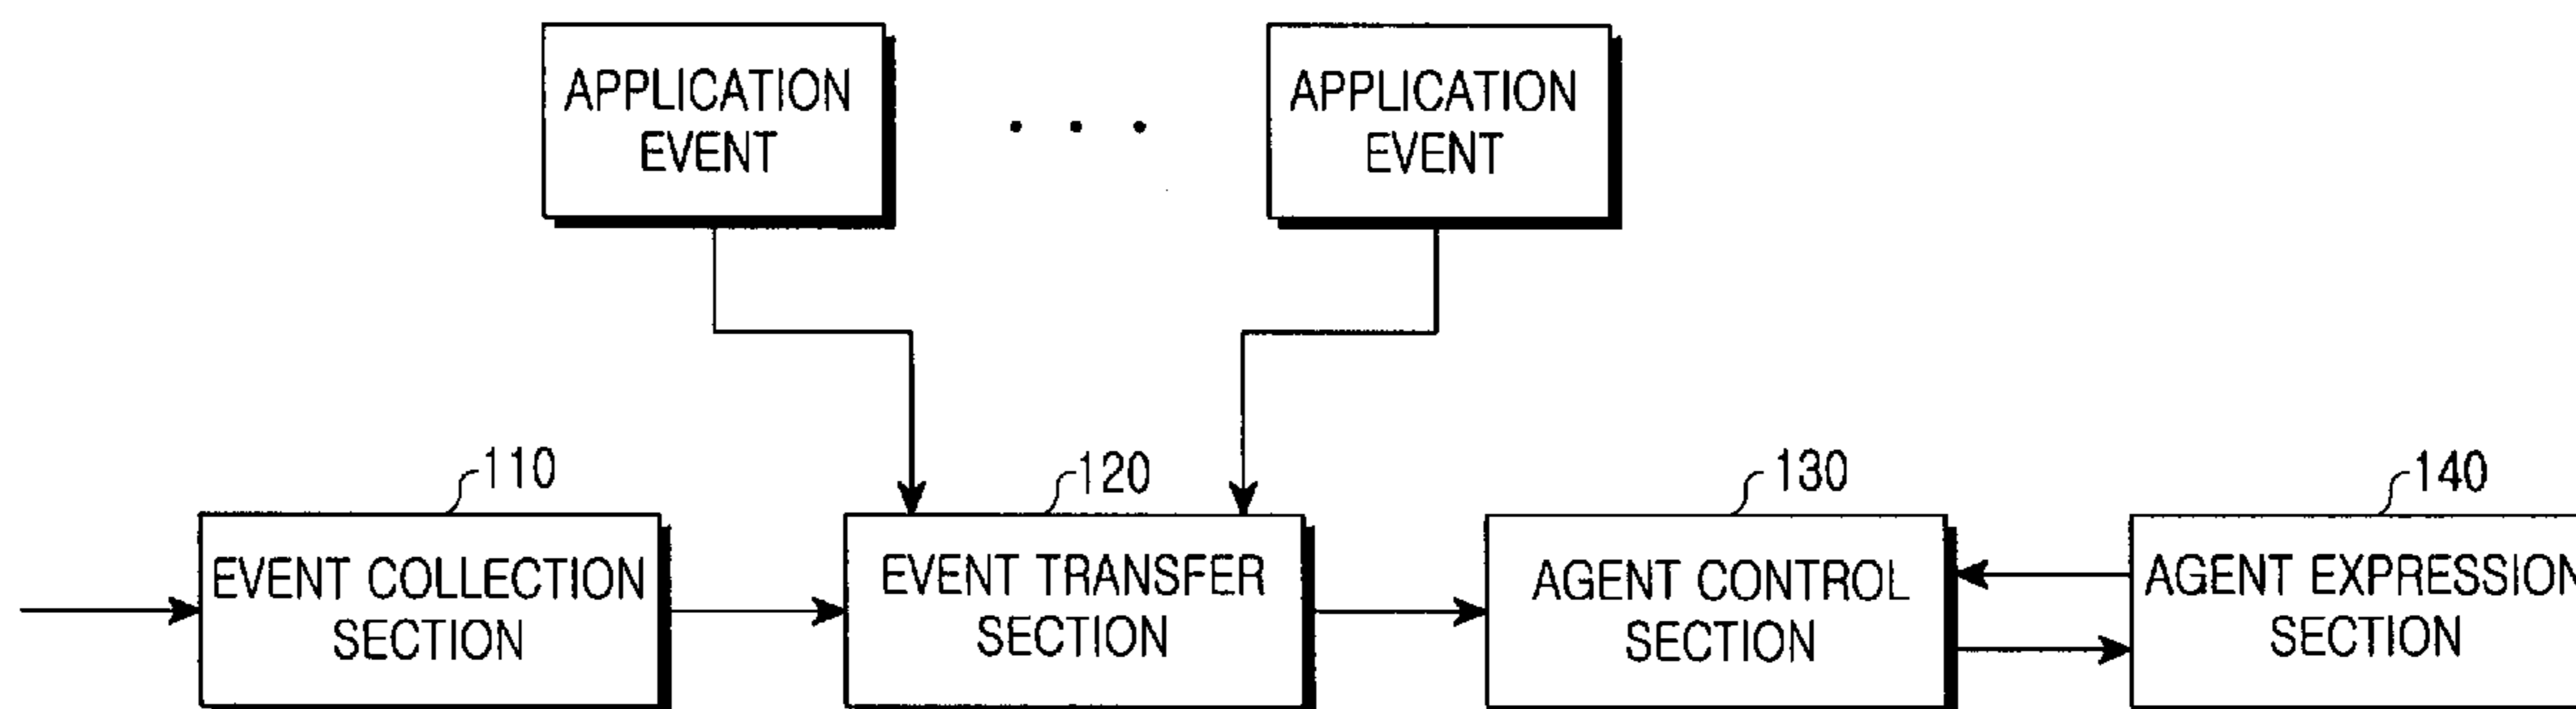 APPLICATION
EVENT
APPLICATION
EVENT
110
EVENT COLLECTION
SECTION
120
EVENT TRANSFER
SECTION
130
AGENT CONTROL
SECTION
140
AGENT EXPRESSION
SECTION